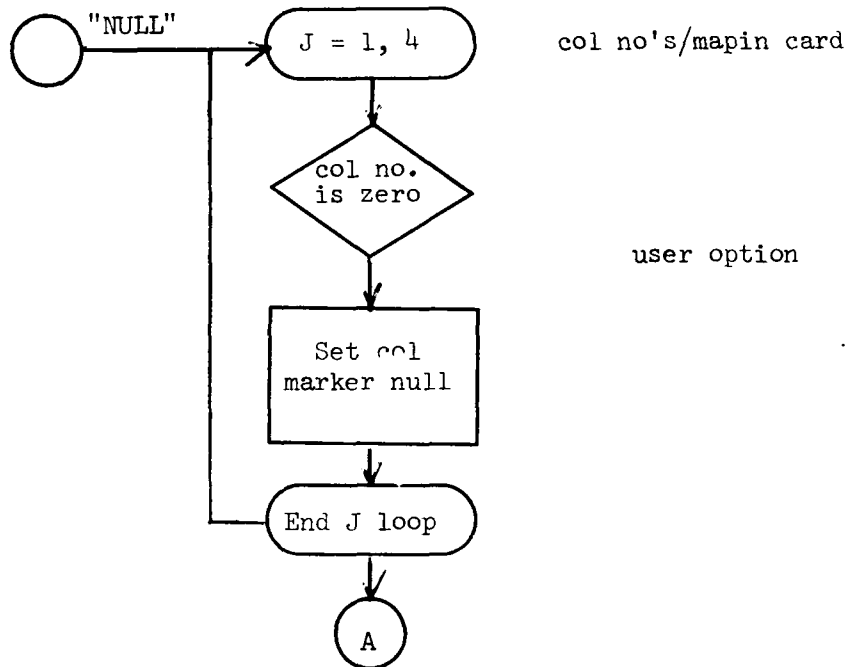 "NULL"
J = 1, 4
col no's/mapin card
col no.
is zero
user option
Set col
marker null
End J loop
A